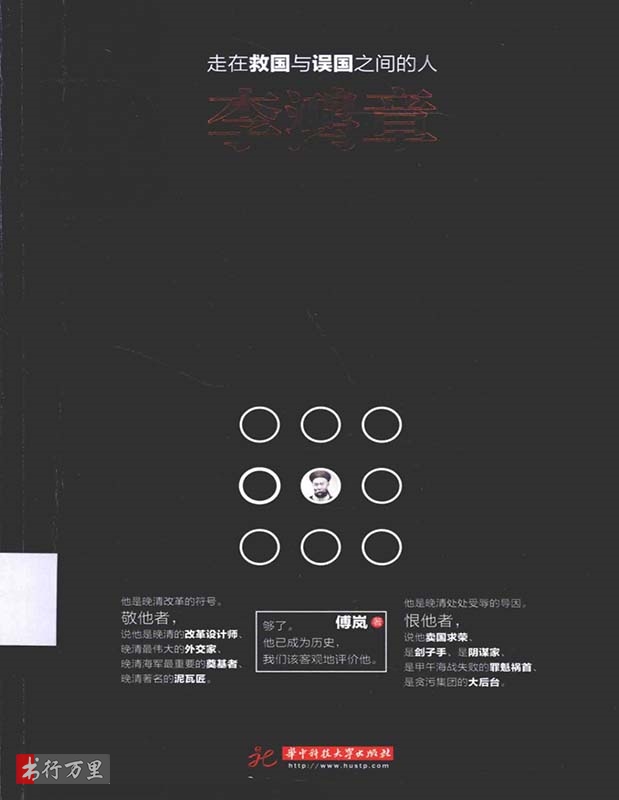 走在救国与误国之间的人
李鸿章
他是晚清改革的符号。
敬他者，
说他是晚清的改革设计师、
晚清最伟大的外交家、
晚清海军最重要的奠基者、
晚清著名的泥瓦匠。
够了。
傅岚 著
他已成为历史，
我们该客观地评价他。
他是晚清处处受辱的导因。
恨他者，
说他卖国求荣、
是刽子手、是阴谋家、
是甲午海战失败的罪魁祸首、
是贪污集团的大后台。
华中科技大学出版社
http://www.hustp.com
书行万里